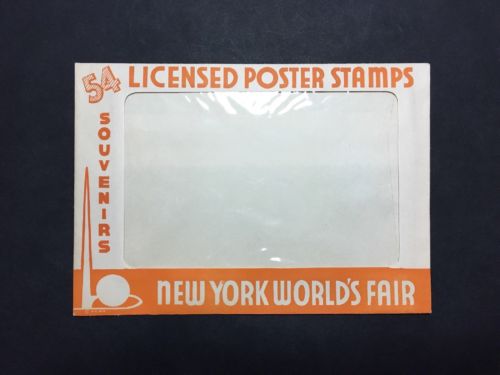 54 LICENSED POSTER STAMPS
SOUVENIRS
NEW YORK WORLD'S FAIR